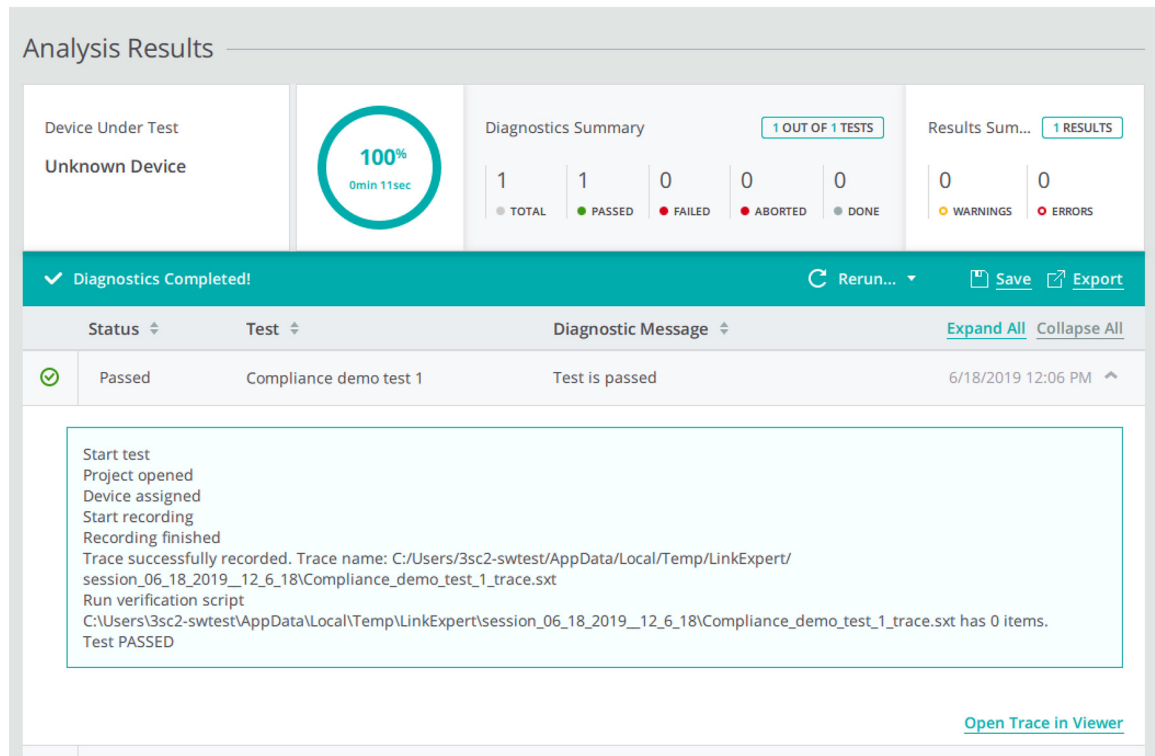 Analysis Results
Device Under Test
Unknown Device
100%
0min 11sec
Diagnostics Summary
1 OUT OF 1 TESTS
1
TOTAL
1
PASSED
0
FAILED
0
ABORTED
0
DONE
Results Sum...
1 RESULTS
0
WARNINGS
0
ERRORS
Diagnostics Completed!
Rerun...
Save
Export
Status
Test
Diagnostic Message
Expand All
Collapse All
Passed
Compliance demo test 1
Test is passed
6/18/2019 12:06 PM
Start test
Project opened
Device assigned
Start recording
Recording finished
Trace successfully recorded. Trace name: C:/Users/3sc2-swtest/AppData/Local/Temp/LinkExpert/
session_06_18_2019__12_6_18\Compliance_demo_test_1_trace.sxt
Run verification script
C:\Users\3sc2-swtest\AppData\Local\Temp\LinkExpert\session_06_18_2019__12_6_18\Compliance_demo_test_1_trace.sxt has 0 items.
Test PASSED
Open Trace in Viewer